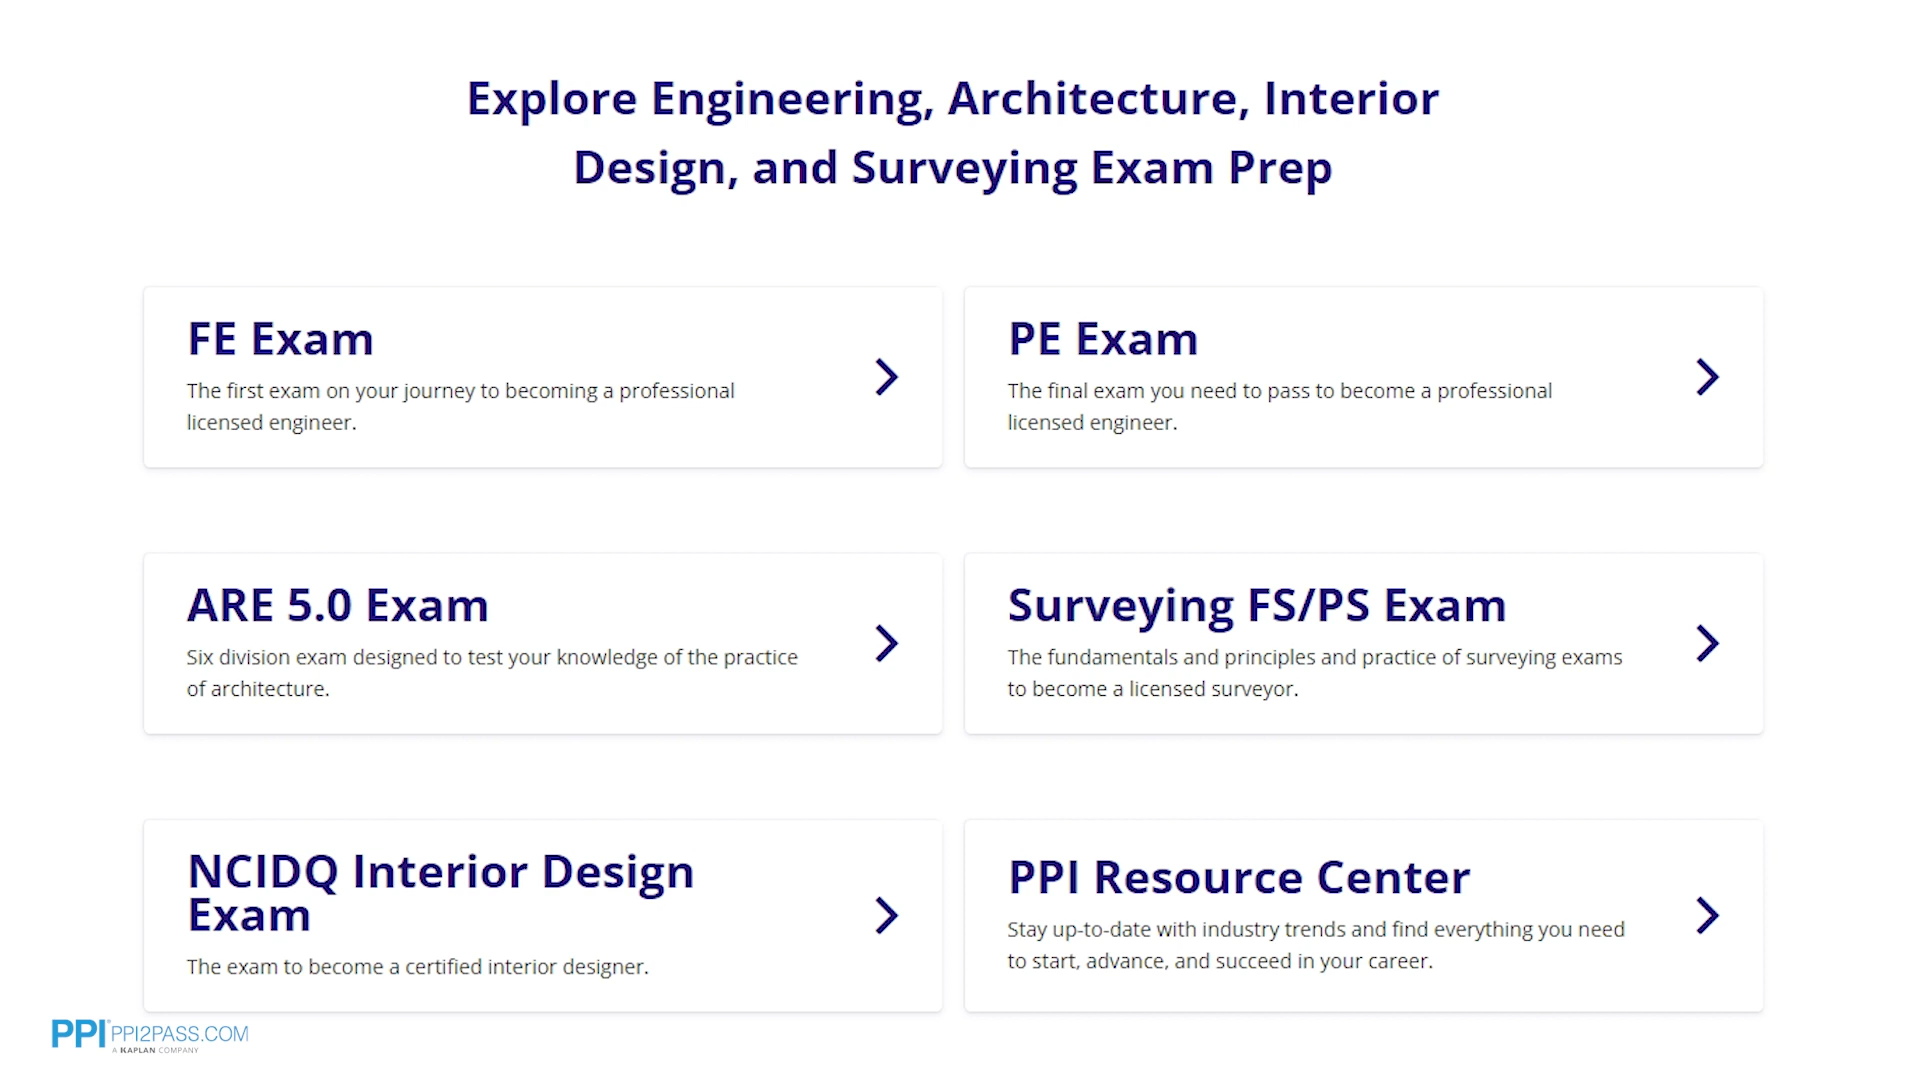 Explore Engineering, Architecture, Interior
Design, and Surveying Exam Prep
FE Exam
The first exam on your journey to becoming a professional
licensed engineer.
PE Exam
The final exam you need to pass to become a professional
licensed engineer.
ARE 5.0 Exam
Six division exam designed to test your knowledge of the practice
of architecture.
Surveying FS/PS Exam
The fundamentals and principles and practice of surveying exams
to become a licensed surveyor.
NCIDQ Interior Design
Exam
The exam to become a certified interior designer.
PPI Resource Center
Stay up-to-date with industry trends and find everything you need
to start, advance, and succeed in your career.
PPI® PPI2PASS.COM
A KAPLAN COMPANY